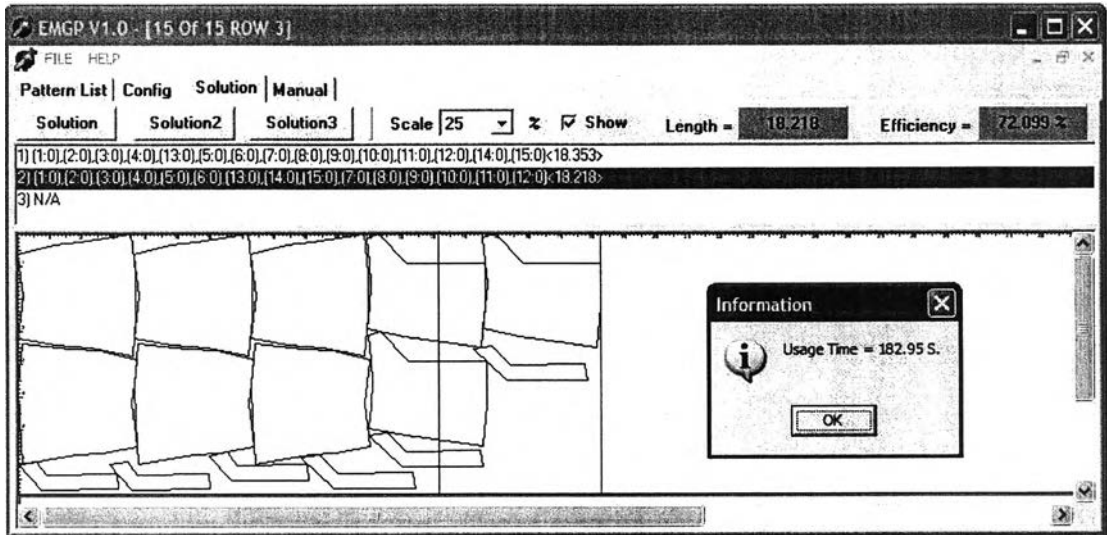 EMGP V1.0 - [15 Of 15 ROW 3]
FILE HELP
Pattern List Config Solution Manual
Solution Solution2 Solution3 Scale 25 % Show Length = 18.218 Efficiency = 72.099 %
1) (1:0),(2:0),(3:0),(4:0),(13:0),(5:0),(6:0),(7:0),(8:0),(9:0),(10:0),(11:0),(12:0),(14:0),(15:0)<18.353>
2) (1:0),(2:0),(3:0),(4:0),(5:0),(6:0),(13:0),(14:0),(15:0),(7:0),(8:0),(9:0),(10:0),(11:0),(12:0)<18.218>
3) N/A
Information
Usage Time = 182.95 S.
OK